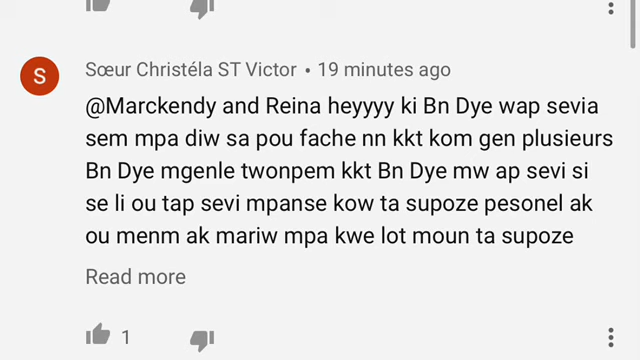 S
Sœur Christéla ST Victor • 19 minutes ago
@Marckendy and Reina heyyyy ki Bn Dye wap sevia
sem mpa diw sa pou fache nn kkt kom gen plusieurs
Bn Dye mgenle twonpem kkt Bn Dye mw ap sevi si
se li ou tap sevi mpanse kow ta supoze pesonel ak
ou menm ak mariw mpa kwe lot moun ta supoze
Read more
1